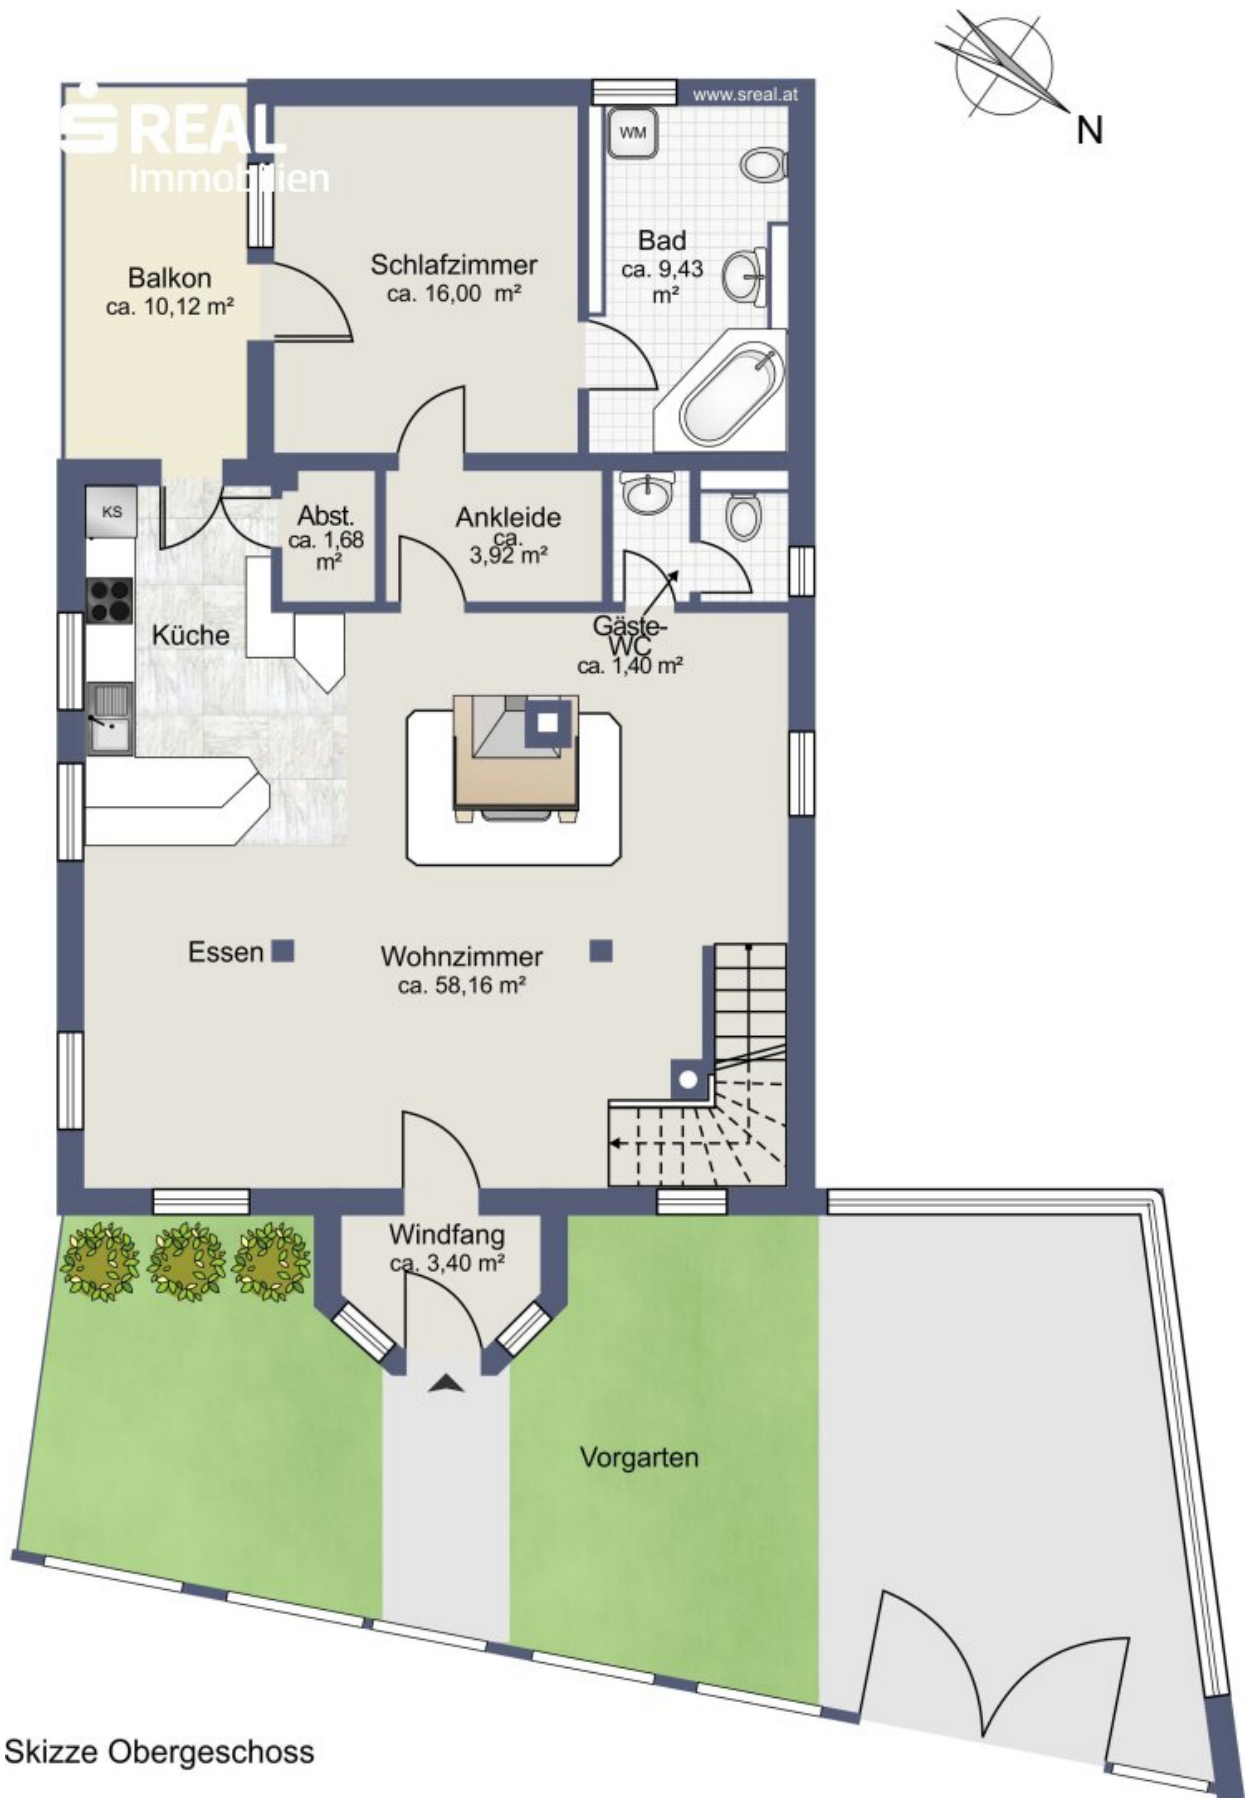 S REAL
Immobilien
www.sreal.at
N
WM
Balkon
ca. 10,12 m²
Schlafzimmer
ca. 16,00 m²
Bad
ca. 9,43
m²
KS
Abst.
ca. 1,68
m²
Ankleide
ca.
3,92 m²
Küche
Gäste-
WC
ca. 1,40 m²
Essen
Wohnzimmer
ca. 58,16 m²
Windfang
ca. 3,40 m²
Vorgarten
Skizze Obergeschoss